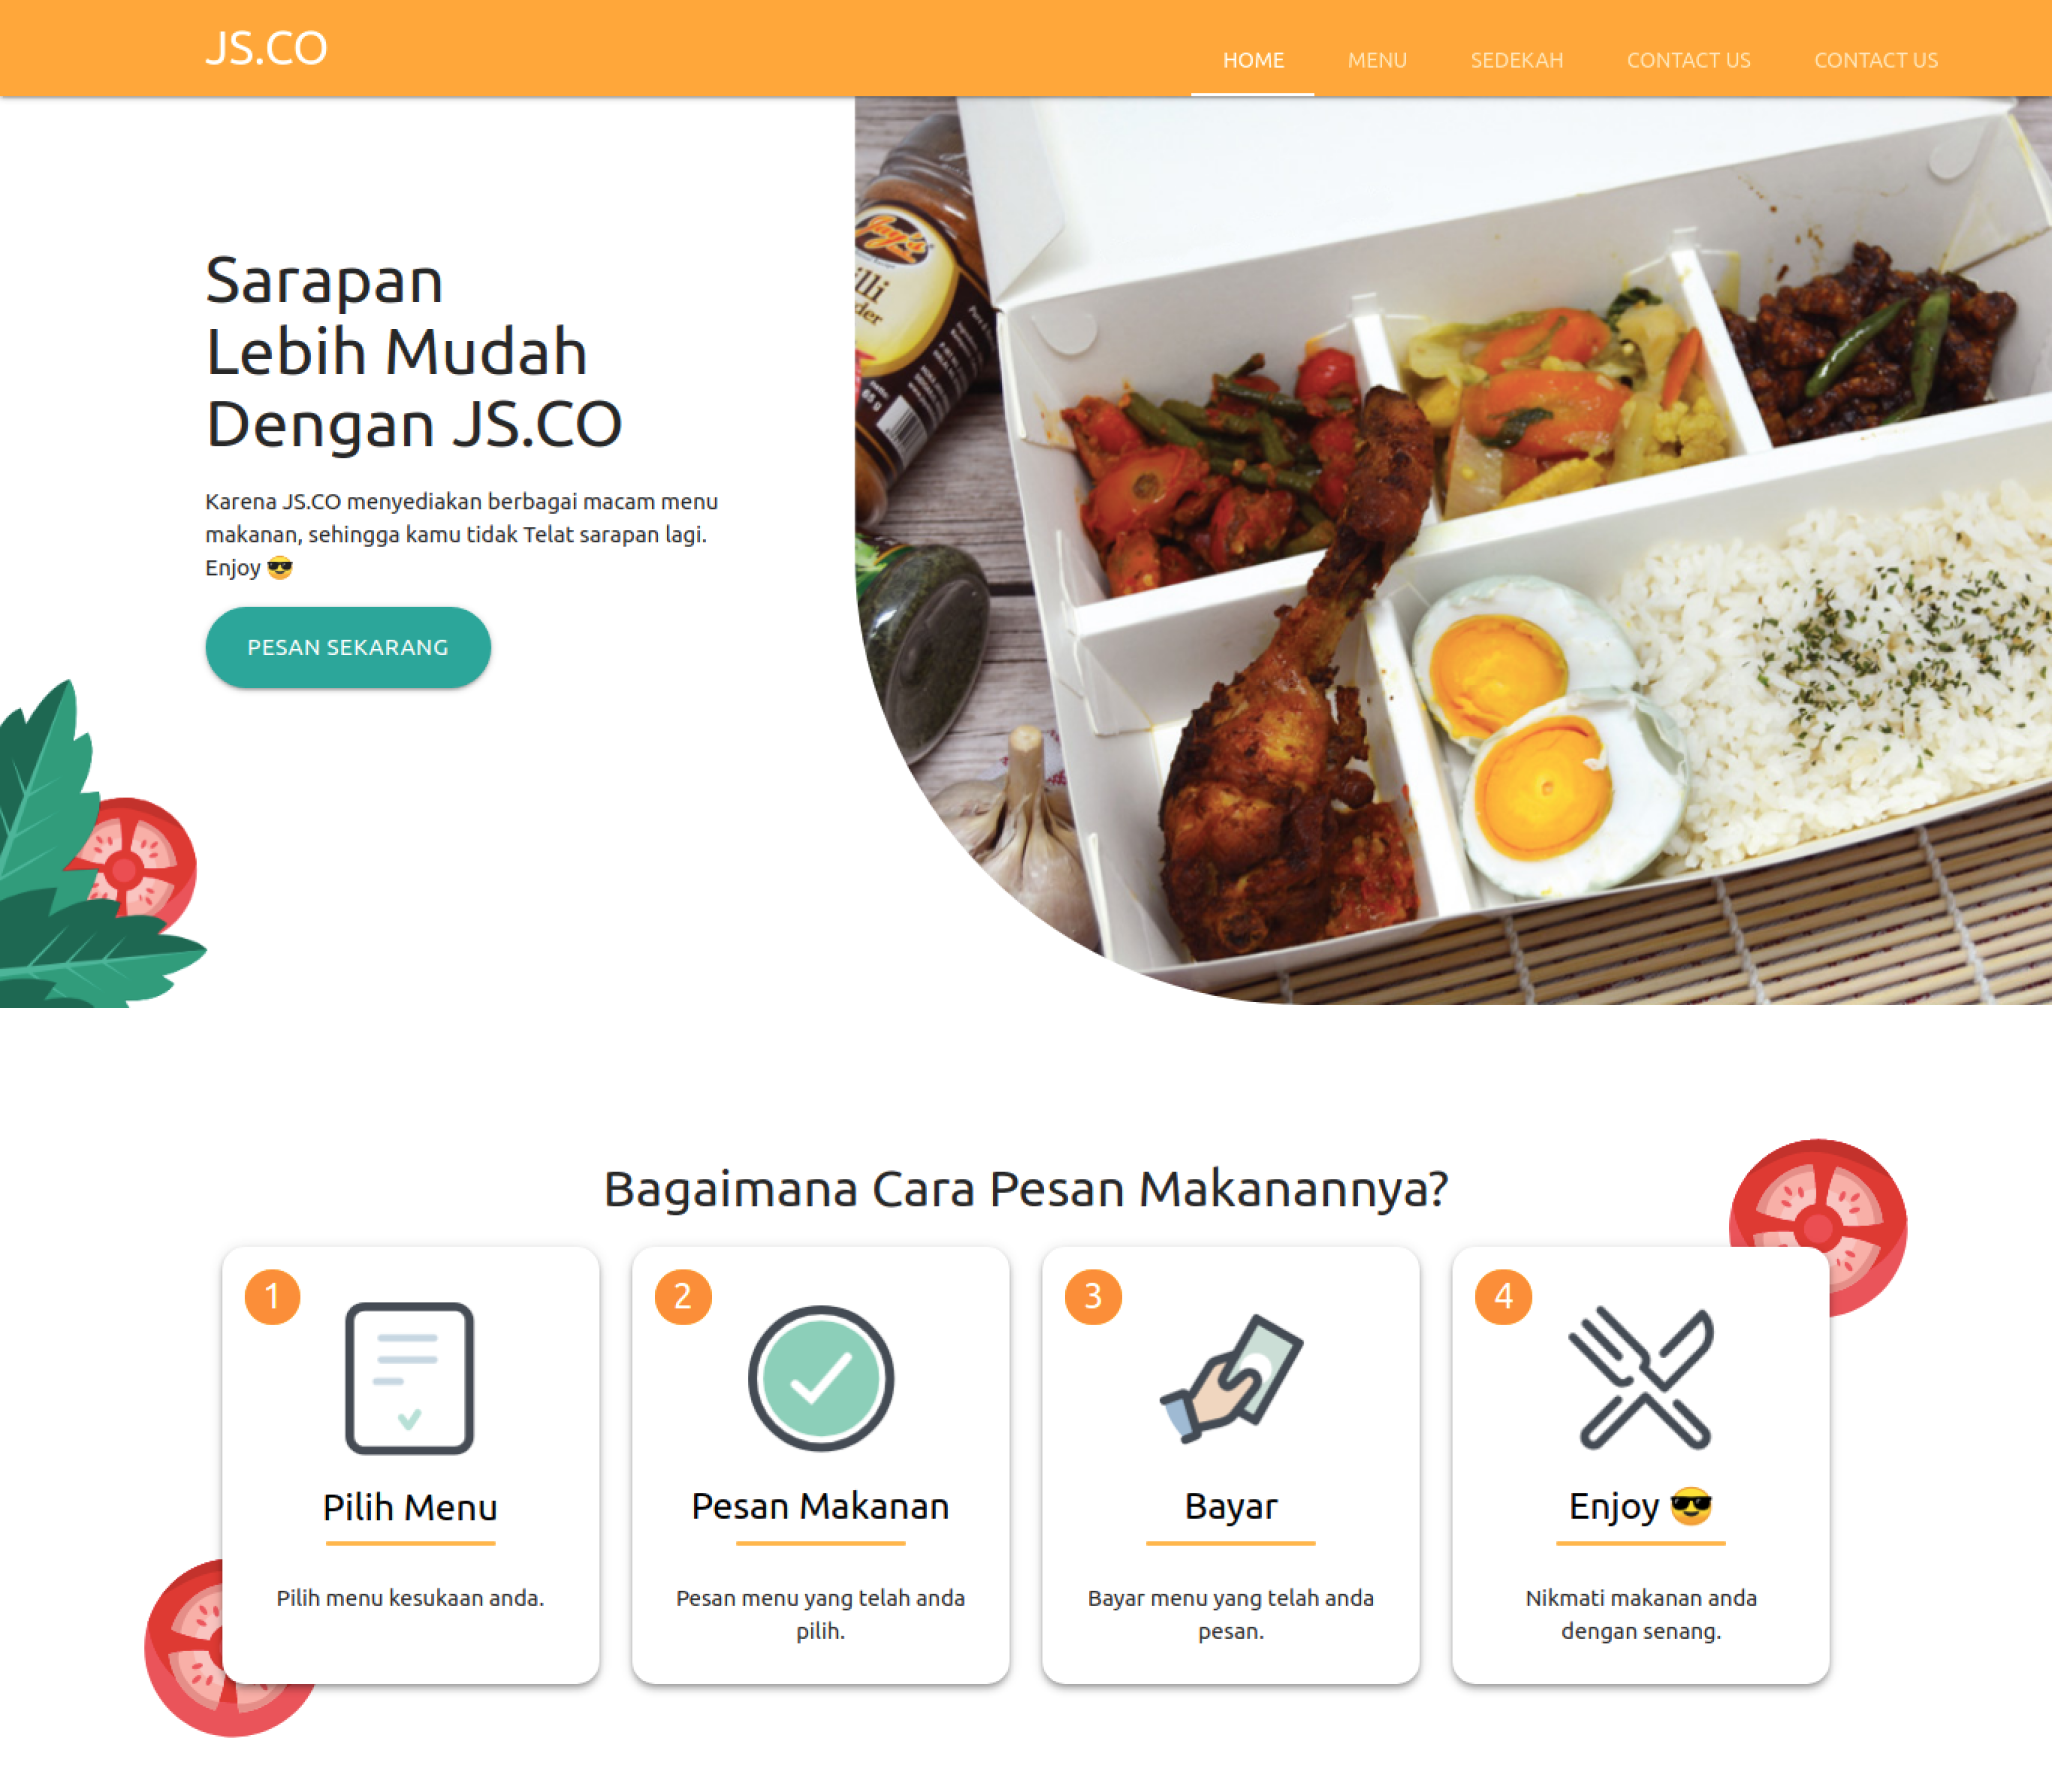 JS.CO
HOME
MENU
SEDEKAH
CONTACT US
CONTACT US
Sarapan
Lebih Mudah
Dengan JS.CO
Karena JS.CO menyediakan berbagai macam menu
makanan, sehingga kamu tidak Telat sarapan lagi.
Enjoy 😎
PESAN SEKARANG
Jay's
Bagaimana Cara Pesan Makanannya?
1
Pilih Menu
Pilih menu kesukaan anda.
2
Pesan Makanan
Pesan menu yang telah anda
pilih.
3
Bayar
Bayar menu yang telah anda
pesan.
4
Enjoy 😎
Nikmati makanan anda
dengan senang.